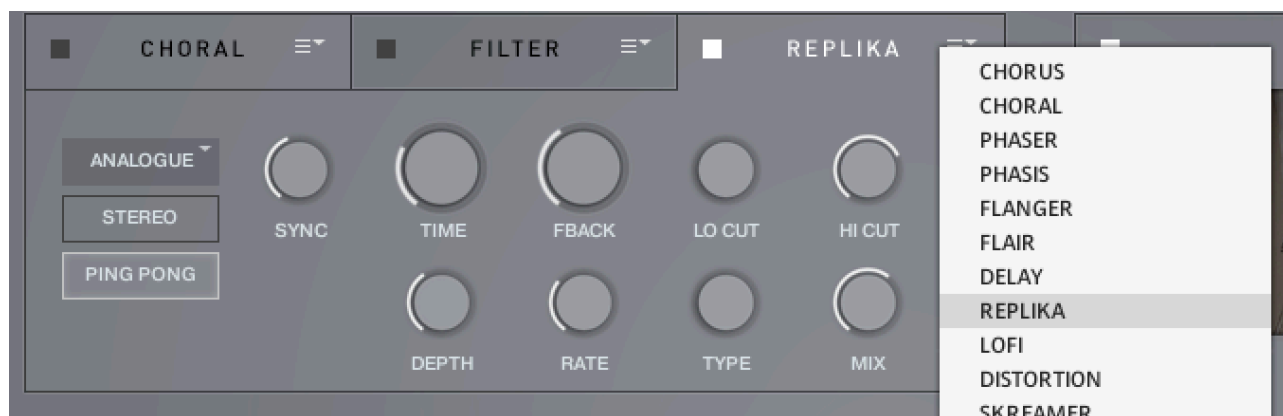 CHORAL
FILTER
REPLIKA
ANALOGUE
STEREO
PING PONG
SYNC
TIME
FBACK
LO CUT
HI CUT
DEPTH
RATE
TYPE
MIX
CHORUS
CHORAL
PHASER
PHASIS
FLANGER
FLAIR
DELAY
REPLIKA
LOFI
DISTORTION
SKREAMER